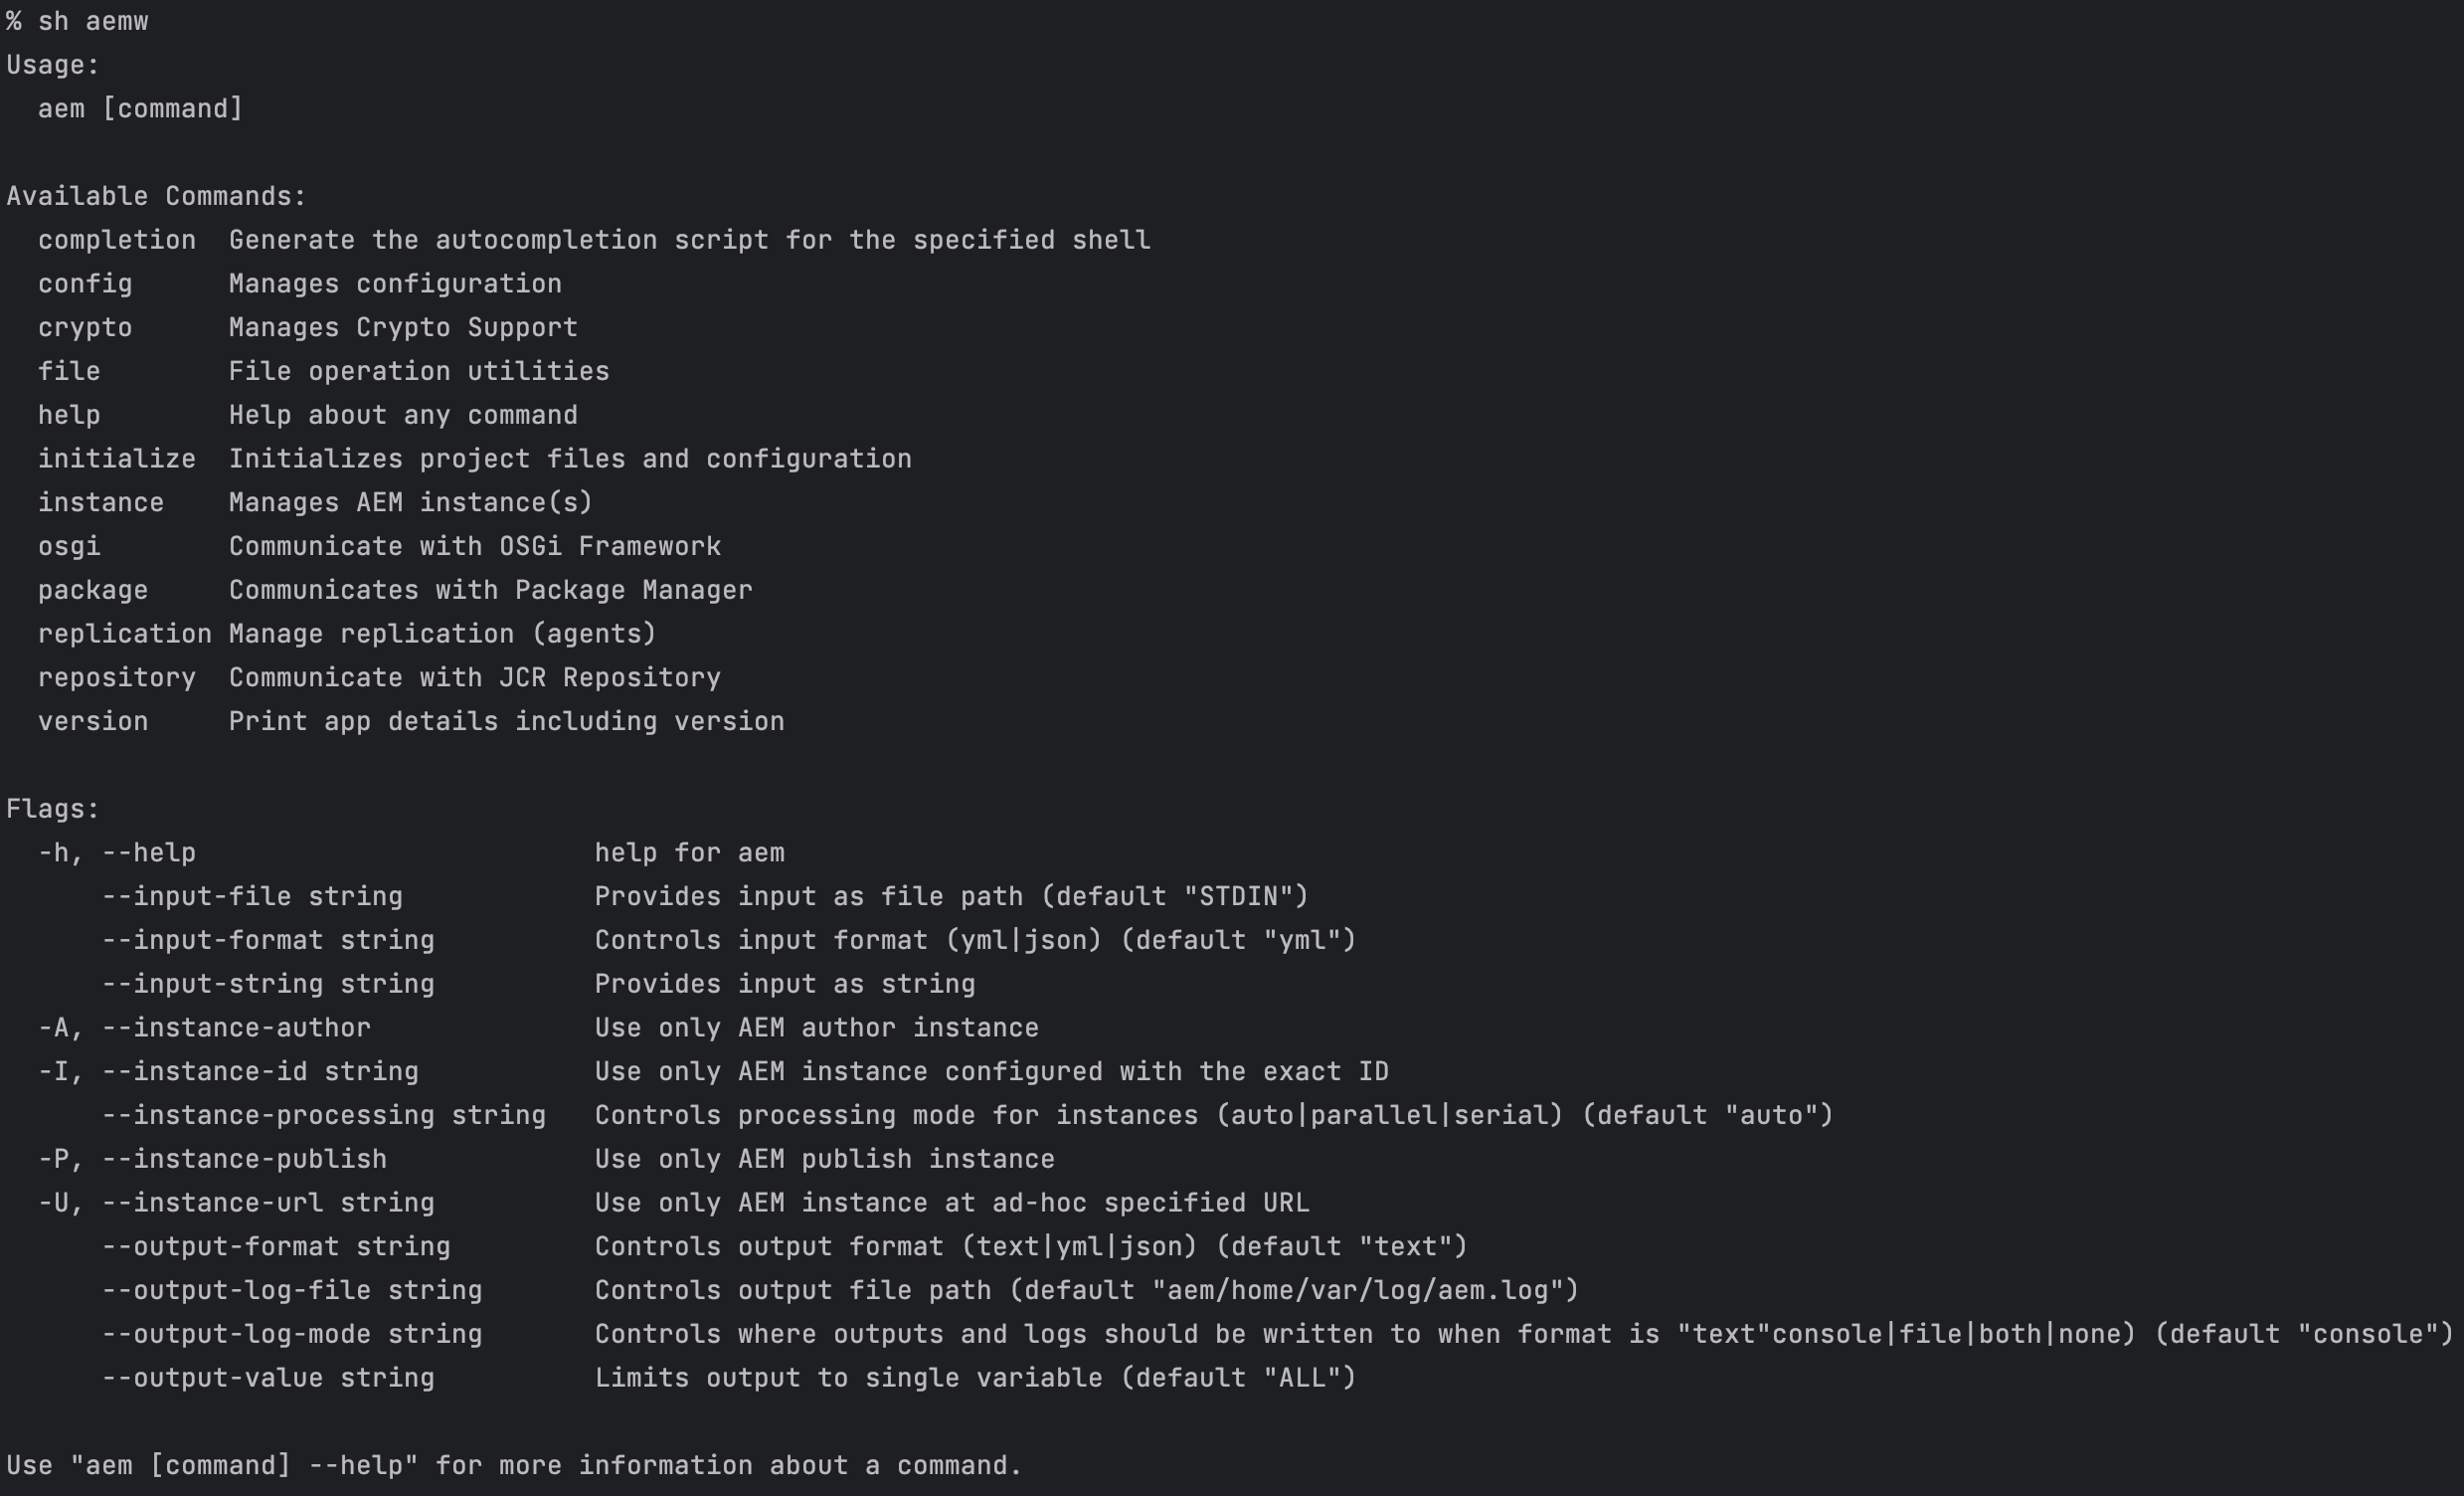 % sh aemw
Usage:
  aem [command]

Available Commands:
  completion  Generate the autocompletion script for the specified shell
  config      Manages configuration
  crypto      Manages Crypto Support
  file        File operation utilities
  help        Help about any command
  initialize  Initializes project files and configuration
  instance    Manages AEM instance(s)
  osgi        Communicate with OSGi Framework
  package     Communicates with Package Manager
  replication Manage replication (agents)
  repository  Communicate with JCR Repository
  version     Print app details including version

Flags:
  -h, --help                         help for aem
      --input-file string            Provides input as file path (default "STDIN")
      --input-format string          Controls input format (yml|json) (default "yml")
      --input-string string          Provides input as string
  -A, --instance-author              Use only AEM author instance
  -I, --instance-id string           Use only AEM instance configured with the exact ID
      --instance-processing string   Controls processing mode for instances (auto|parallel|serial) (default "auto")
  -P, --instance-publish             Use only AEM publish instance
  -U, --instance-url string          Use only AEM instance at ad-hoc specified URL
      --output-format string         Controls output format (text|yml|json) (default "text")
      --output-log-file string       Controls output file path (default "aem/home/var/log/aem.log")
      --output-log-mode string       Controls where outputs and logs should be written to when format is "text"console|file|both|none) (default "console")
      --output-value string          Limits output to single variable (default "ALL")

Use "aem [command] --help" for more information about a command.